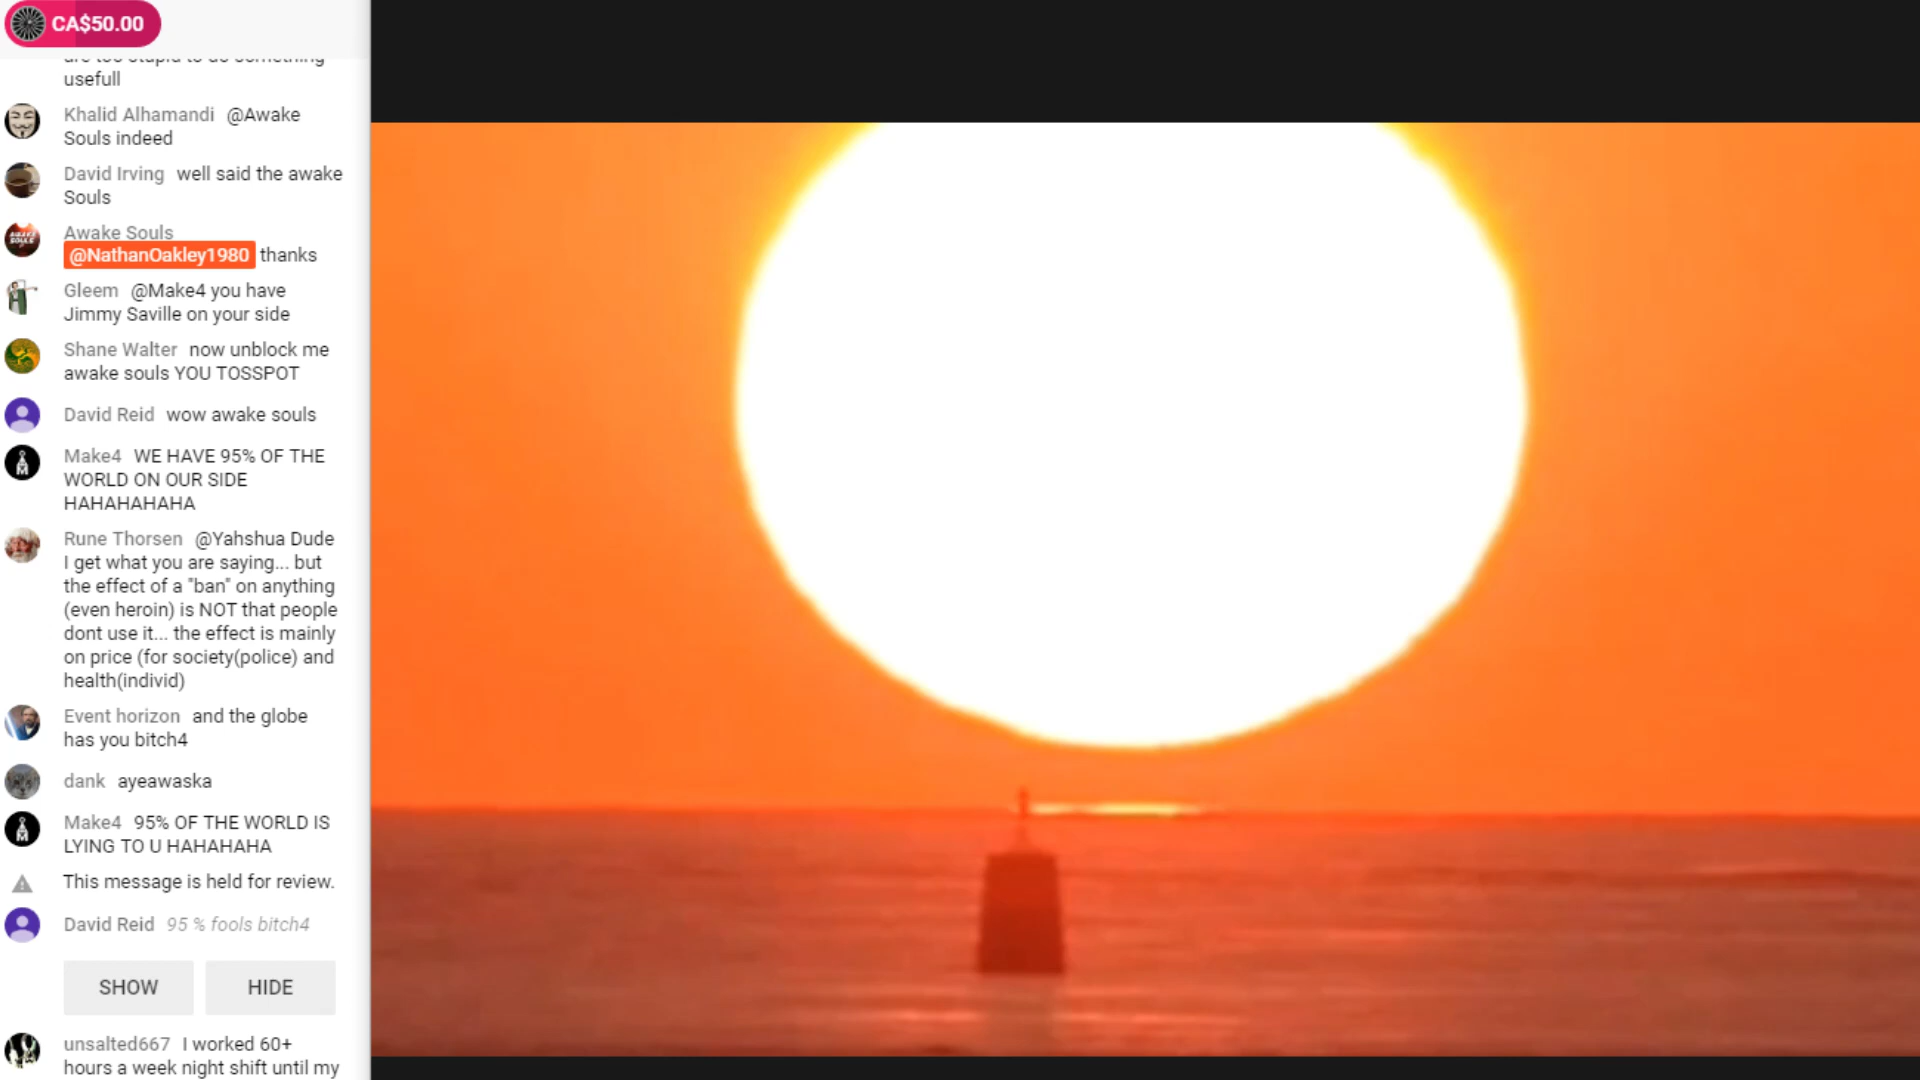 CA$50.00
are too stupid to do something
usefull
Khalid Alhamandi @Awake
Souls indeed
David Irving well said the awake
Souls
Awake Souls
@NathanOakley1980 thanks
Gleem @Make4 you have
Jimmy Saville on your side
Shane Walter now unblock me
awake souls YOU TOSSPOT
David Reid wow awake souls
Make4 WE HAVE 95% OF THE
WORLD ON OUR SIDE
HAHAHAHAHA
Rune Thorsen @Yahshua Dude
I get what you are saying... but
the effect of a "ban" on anything
(even heroin) is NOT that people
dont use it... the effect is mainly
on price (for society(police) and
health(individ)
Event horizon and the globe
has you bitch4
dank ayeawaska
Make4 95% OF THE WORLD IS
LYING TO U HAHAHAHA
This message is held for review.
David Reid 95 % fools bitch4
SHOW HIDE
unsalted667 I worked 60+
hours a week night shift until my